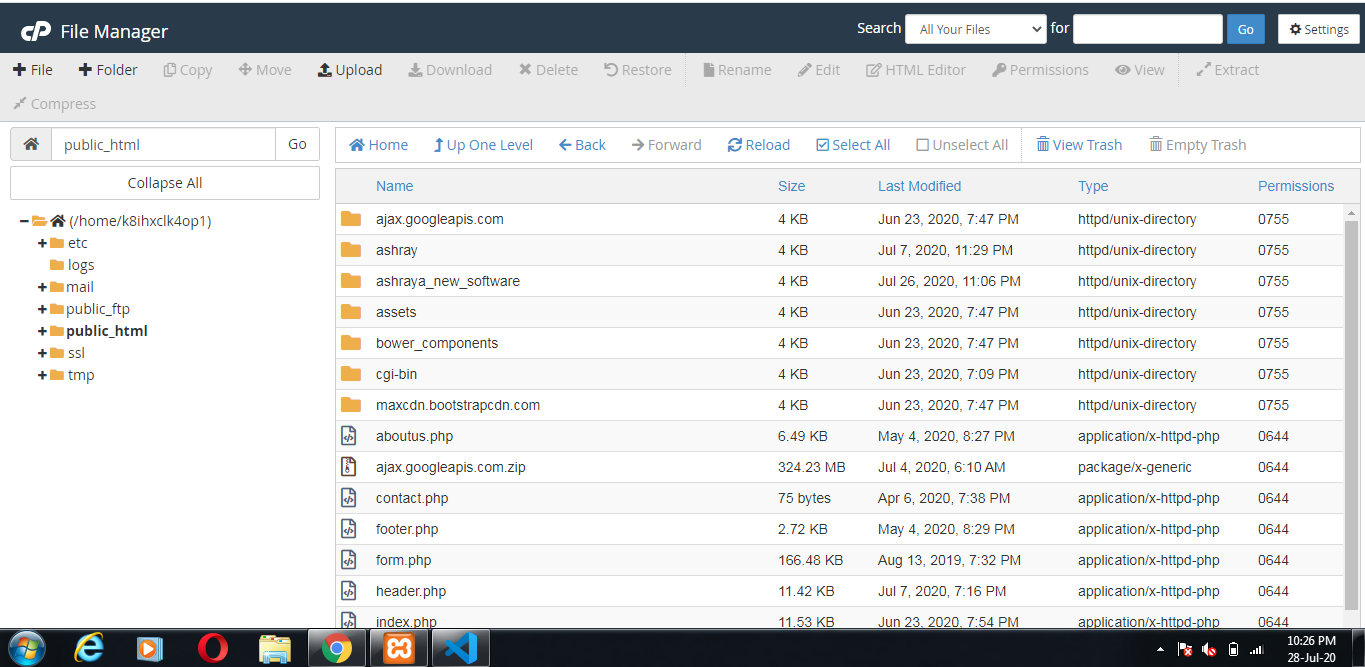 cP File Manager Search All Your Files for Go Settings
File Folder Copy Move Upload Download Delete Restore Rename Edit HTML Editor Permissions View Extract
Compress
public_html Go Home Up One Level Back Forward Reload Select All Unselect All View Trash Empty Trash
Collapse All
(/home/k8ihxclk4op1)
etc
logs
mail
public_ftp
public_html
ssl
tmp
Name Size Last Modified Type Permissions
ajax.googleapis.com 4 KB Jun 23, 2020, 7:47 PM httpd/unix-directory 0755
ashray 4 KB Jul 7, 2020, 11:29 PM httpd/unix-directory 0755
ashraya_new_software 4 KB Jul 26, 2020, 11:06 PM httpd/unix-directory 0755
assets 4 KB Jun 23, 2020, 7:47 PM httpd/unix-directory 0755
bower_components 4 KB Jun 23, 2020, 7:47 PM httpd/unix-directory 0755
cgi-bin 4 KB Jun 23, 2020, 7:09 PM httpd/unix-directory 0755
maxcdn.bootstrapcdn.com 4 KB Jun 23, 2020, 7:47 PM httpd/unix-directory 0755
aboutus.php 6.49 KB May 4, 2020, 8:27 PM application/x-httpd-php 0644
ajax.googleapis.com.zip 324.23 MB Jul 4, 2020, 6:10 AM package/x-generic 0644
contact.php 75 bytes Apr 6, 2020, 7:38 PM application/x-httpd-php 0644
footer.php 2.72 KB May 4, 2020, 8:29 PM application/x-httpd-php 0644
form.php 166.48 KB Aug 13, 2019, 7:32 PM application/x-httpd-php 0644
header.php 11.42 KB Jul 7, 2020, 7:16 PM application/x-httpd-php 0644
index.php 11.53 KB Jun 23, 2020, 7:54 PM application/x-httpd-php 0644
10:26 PM
28-Jul-20